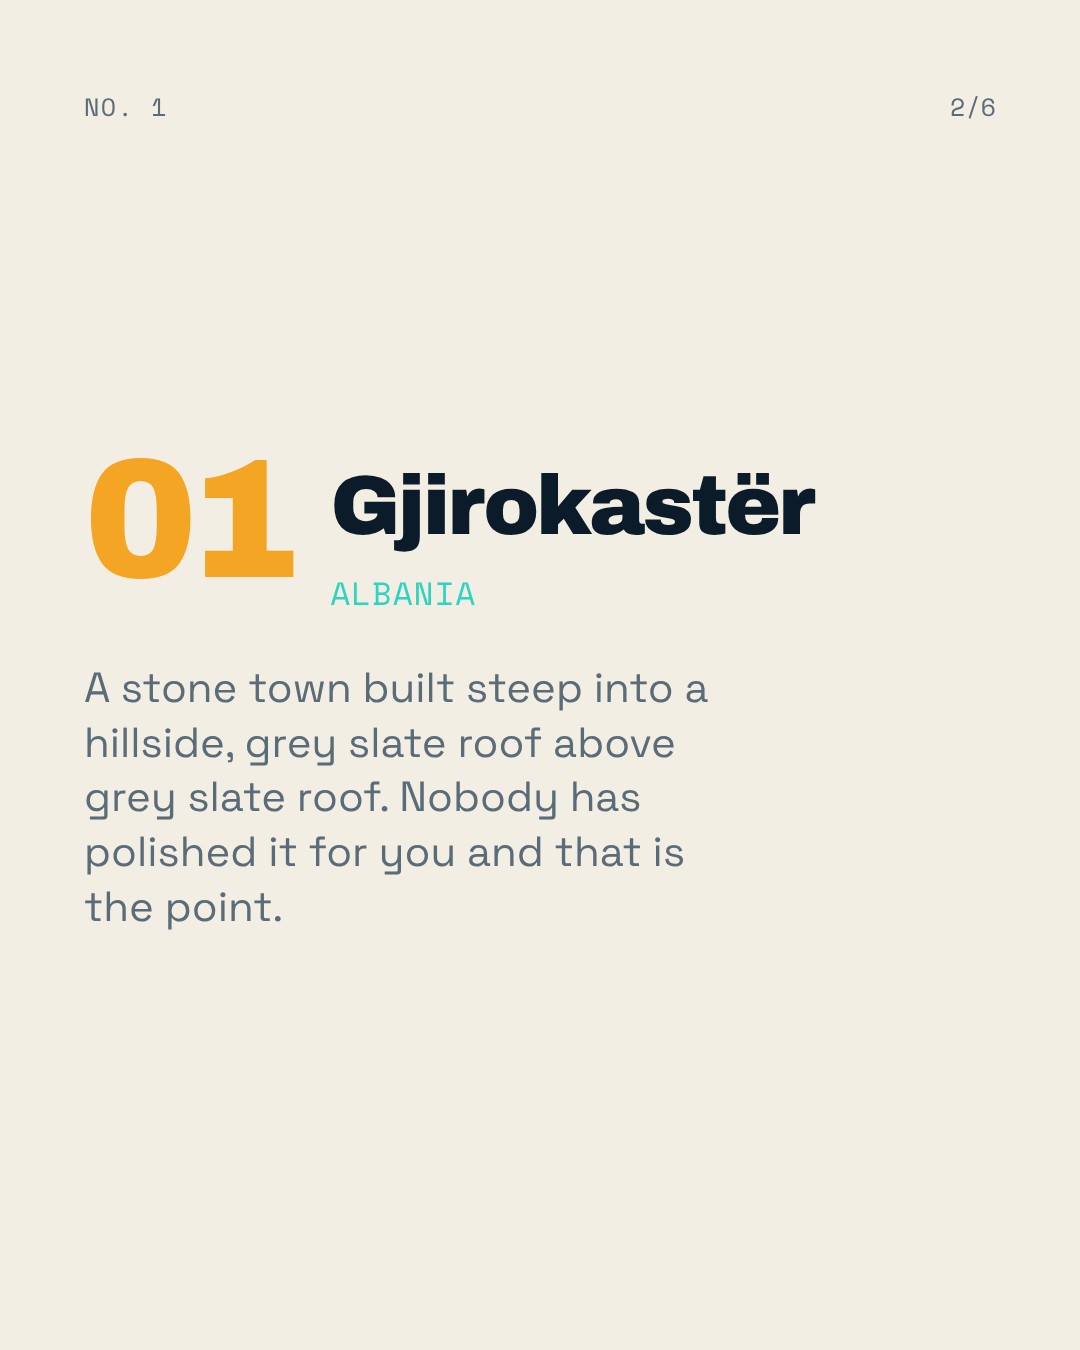 NO. 1
2/6
01
Gjirokastër
ALBANIA
A stone town built steep into a
hillside, grey slate roof above
grey slate roof. Nobody has
polished it for you and that is
the point.